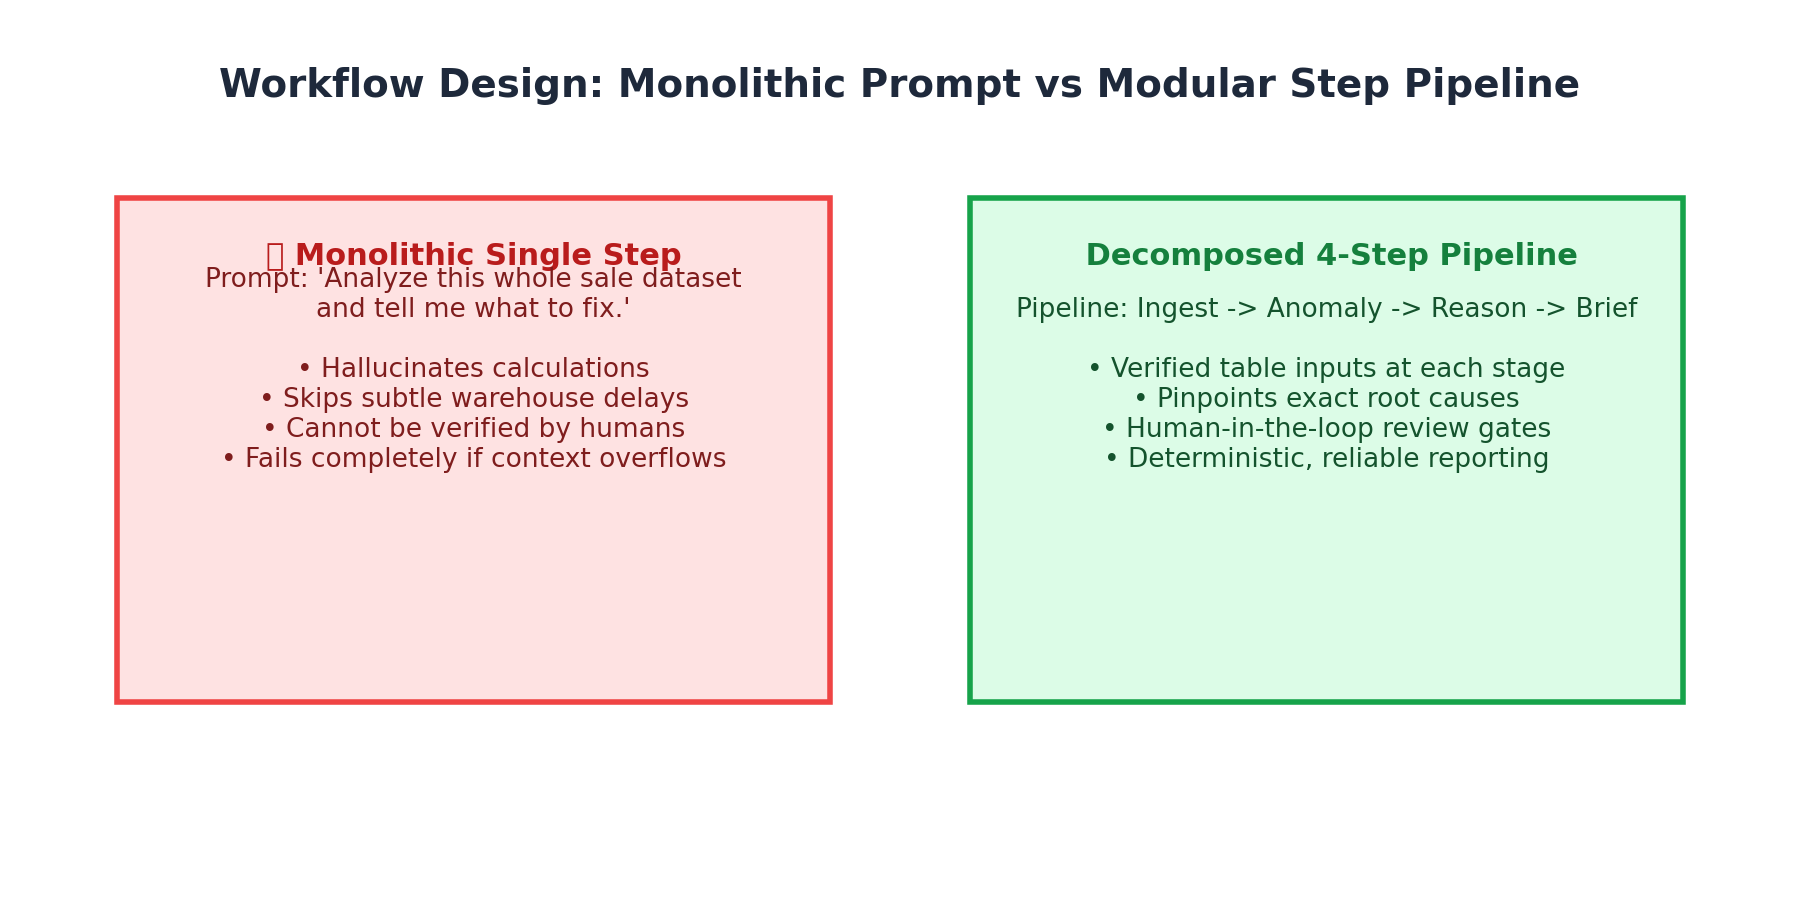 Workflow Design: Monolithic Prompt vs Modular Step Pipeline
Monolithic Single Step
Prompt: 'Analyze this whole sale dataset
and tell me what to fix.'
• Hallucinates calculations
• Skips subtle warehouse delays
• Cannot be verified by humans
• Fails completely if context overflows
Decomposed 4-Step Pipeline
Pipeline: Ingest -> Anomaly -> Reason -> Brief
• Verified table inputs at each stage
• Pinpoints exact root causes
• Human-in-the-loop review gates
• Deterministic, reliable reporting